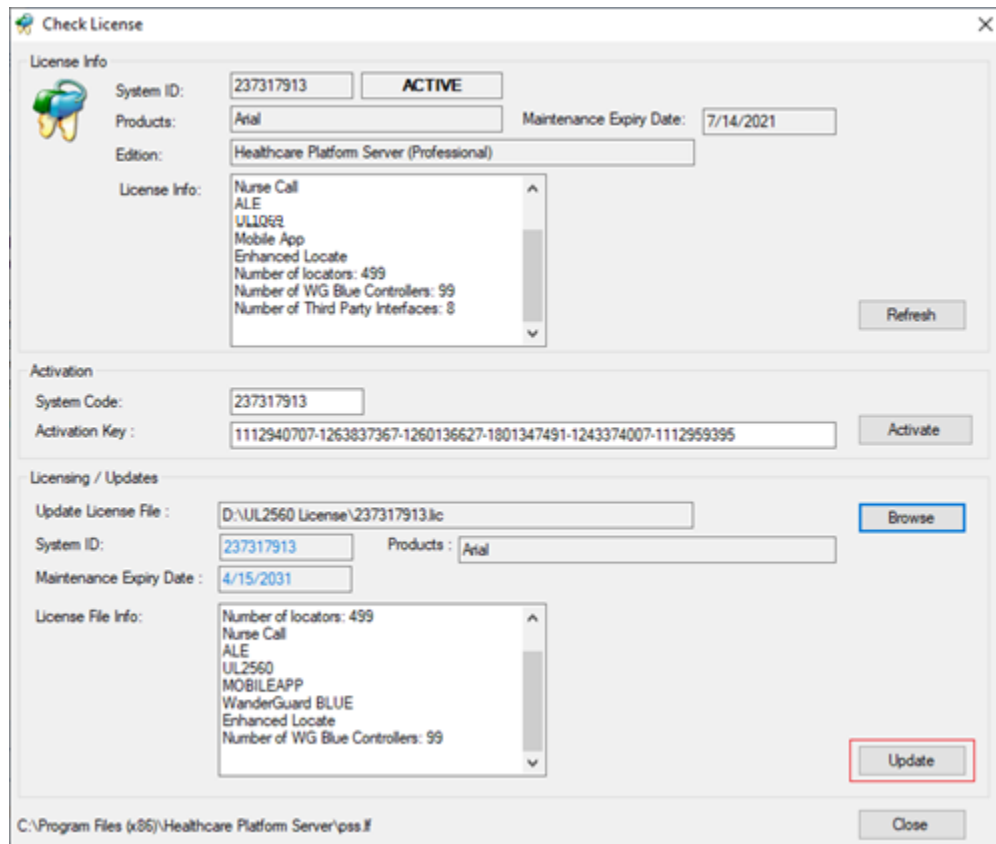 Check License
License Info
System ID: 237317913 ACTIVE
Products: Arial Maintenance Expiry Date: 7/14/2021
Edition: Healthcare Platform Server (Professional)
License Info: Nurse Call
ALE
UL1069
Mobile App
Enhanced Locate
Number of locators: 499
Number of WG Blue Controllers: 99
Number of Third Party Interfaces: 8
Refresh
Activation
System Code: 237317913
Activation Key : 1112940707-1263837367-1260136627-1801347491-1243374007-1112959395 Activate
Licensing / Updates
Update License File : D:\UL2560 License\237317913.lic Browse
System ID: 237317913 Products : Arial
Maintenance Expiry Date : 4/15/2031
License File Info: Number of locators: 499
Nurse Call
ALE
UL2560
MOBILEAPP
WanderGuard BLUE
Enhanced Locate
Number of WG Blue Controllers: 99
Update
C:\Program Files (x86)\Healthcare Platform Server\pss.lf Close